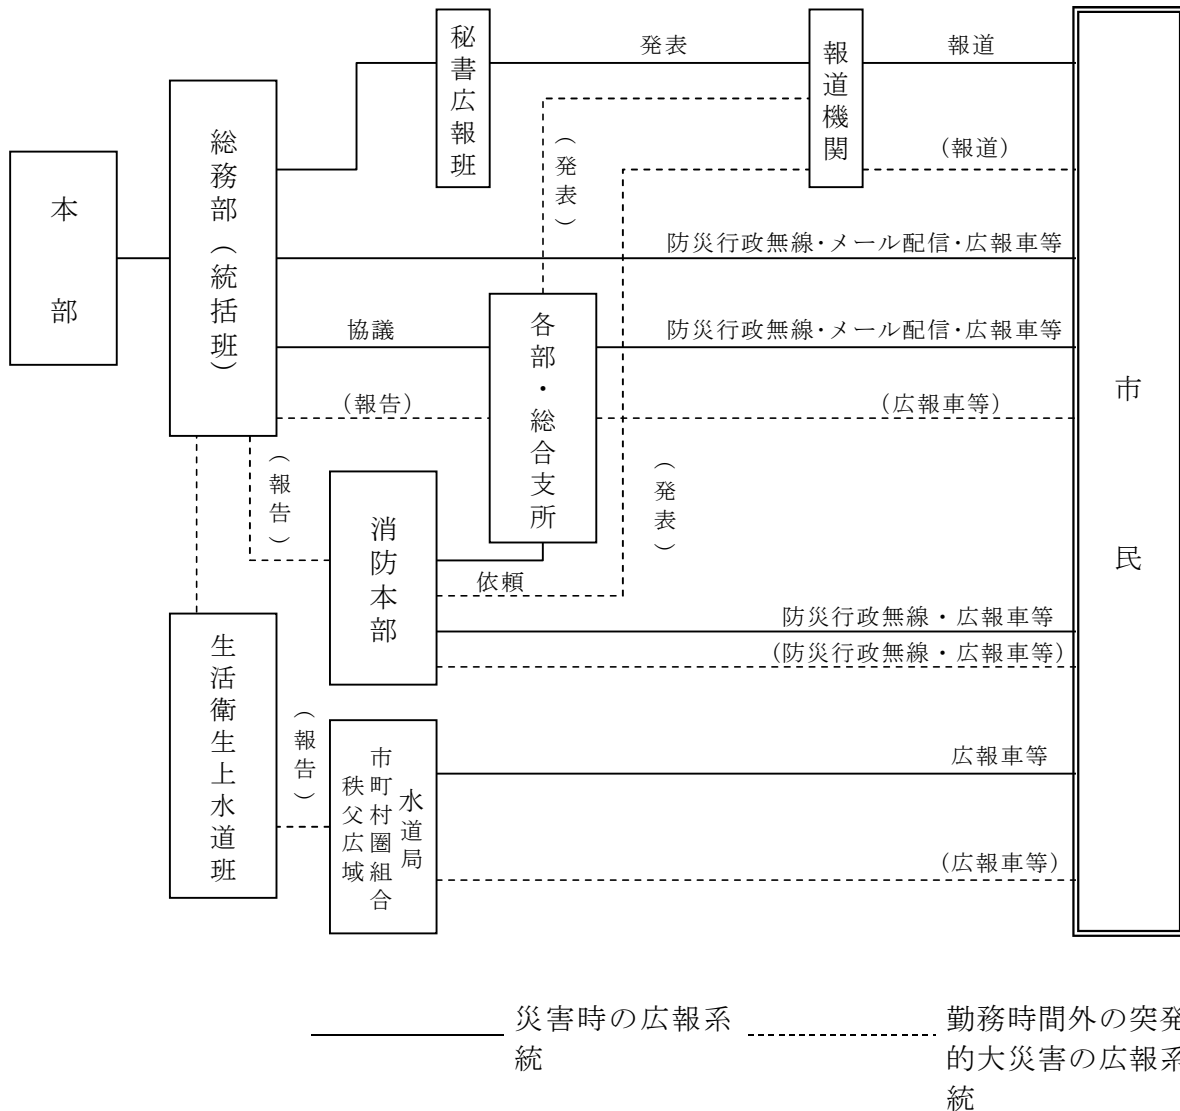 秘書広報班
発表
報道機関
報道
総務部（統括班）
本部
（発表）
（報道）
防災行政無線・メール配信・広報車等
協議
各部・総合支所
防災行政無線・メール配信・広報車等
（報告）
（広報車等）
市民
（報告）
消防本部
（発表）
依頼
防災行政無線・広報車等
（防災行政無線・広報車等）
生活衛生上水道班
（報告）
秩父広域
市町村圏組合
水道局
広報車等
（広報車等）
災害時の広報系
統
勤務時間外の突発
的大災害の広報系
統